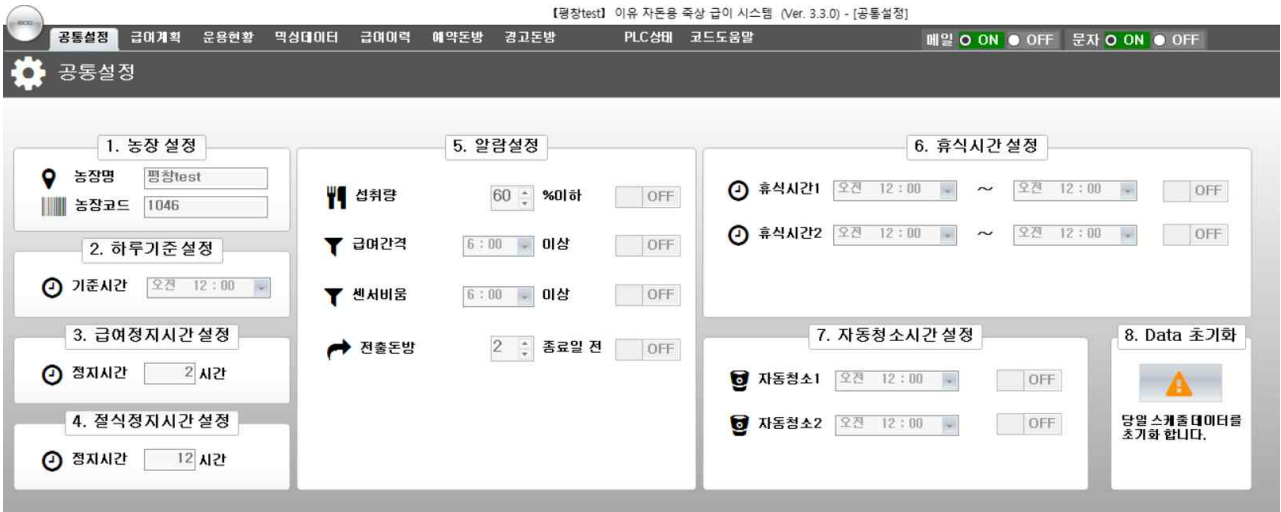 【평창test】 이유 자돈용 죽상 급이 시스템 (Ver. 3.3.0) - [공통설정]
공통설정 급여계획 운용현황 믹싱데이터 급여이력 예약돈방 경고돈방 PLC상태 코드도움말 메일 ON OFF 문자 ON OFF
공통설정
1. 농장 설정
농장명 평창test
농장코드 1046
2. 하루기준 설정
기준시간 오전 12 : 00
3. 급여정지시간 설정
정지시간 2 시간
4. 절식정지시간 설정
정지시간 12 시간
5. 알람설정
섭취량 60 %이하 OFF
급여간격 6 : 00 이상 OFF
센서비움 6 : 00 이상 OFF
전출돈방 2 종료일 전 OFF
6. 휴식시간 설정
휴식시간1 오전 12 : 00 ~ 오전 12 : 00 OFF
휴식시간2 오전 12 : 00 ~ 오전 12 : 00 OFF
7. 자동청소시간 설정
자동청소1 오전 12 : 00 OFF
자동청소2 오전 12 : 00 OFF
8. Data 초기화
당일 스케줄 데이터를
초기화 합니다.